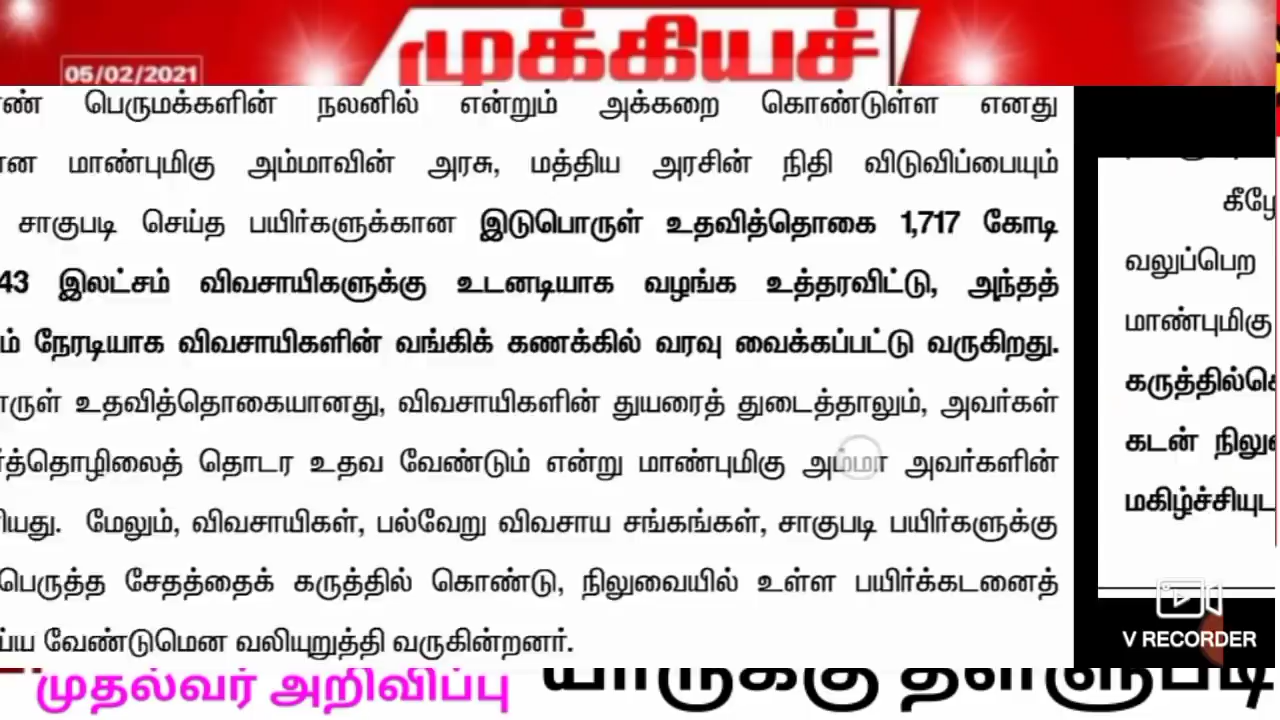 முக்கியச்
05/02/2021
பெருமக்களின் நலனில் என்றும் அக்கறை கொண்டுள்ள எனது
மாண்புமிகு அம்மாவின் அரசு, மத்திய அரசின் நிதி விடுவிப்பையும்
சாகுபடி செய்த பயிர்களுக்கான இடுபொருள் உதவித்தொகை 1,717 கோடி
43 இலட்சம் விவசாயிகளுக்கு உடனடியாக வழங்க உத்தரவிட்டு, அந்தத்
நேரடியாக விவசாயிகளின் வங்கிக் கணக்கில் வரவு வைக்கப்பட்டு வருகிறது.
உதவித்தொகையானது, விவசாயிகளின் துயரைத் துடைத்தாலும், அவர்கள்
தொடர உதவ வேண்டும் என்று மாண்புமிகு அம்மா அவர்களின்
மேலும், விவசாயிகள், பல்வேறு விவசாய சங்கங்கள், சாகுபடி பயிர்களுக்கு
பெருத்த சேதத்தைக் கருத்தில் கொண்டு, நிலுவையில் உள்ள பயிர்க்கடனைத்
வேண்டுமென வலியுறுத்தி வருகின்றனர்.
வலுப்பெற
மாண்புமிகு
கடன்
V RECORDER
முதல்வர் அறிவிப்பு யாருக்கு தள்ளுபடி